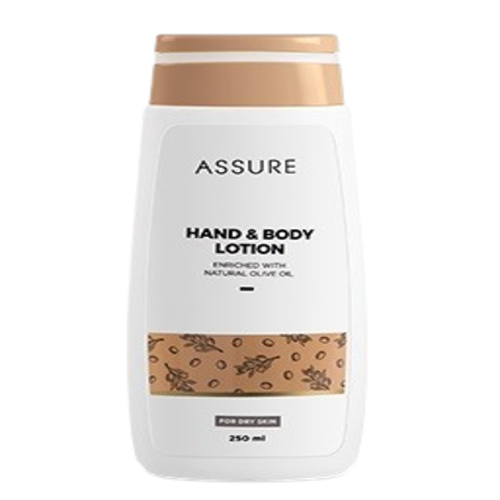 ASSURE
HAND & BODY
LOTION
ENRICHED WITH
NATURAL OLIVE OIL
FOR DRY SKIN
250 ml